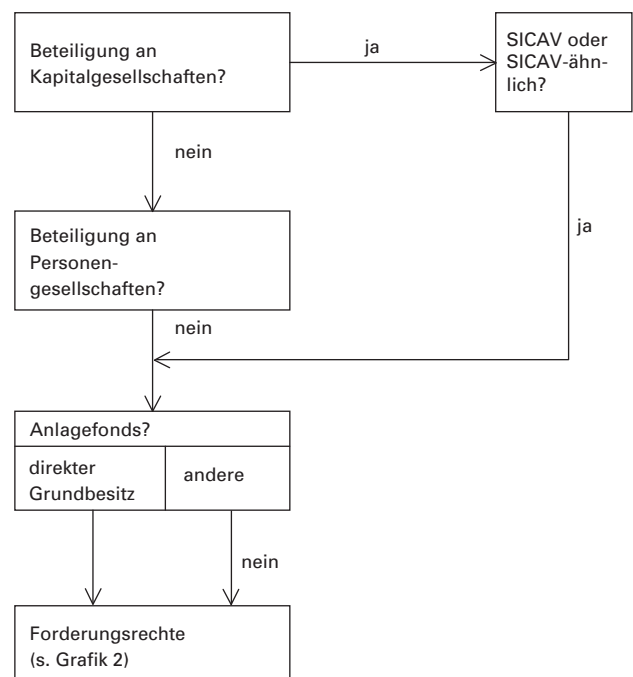 Beteiligung an
Kapitalgesellschaften?
ja
SICAV oder
SICAV-ähn-
lich?
nein
Beteiligung an
Personen-
gesellschaften?
ja
nein
Anlagefonds?
direkter
Grundbesitz
andere
nein
Forderungsrechte
(s. Grafik 2)